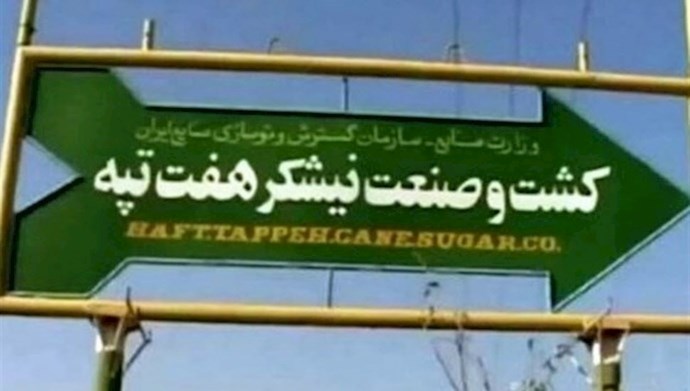 وزارت صنایع - سازمان گسترش و نوسازی صنایع ایران
کشت و صنعت نیشکر هفت تپه
HAFT.TAPPEH.CANE.SUGAR.CO.